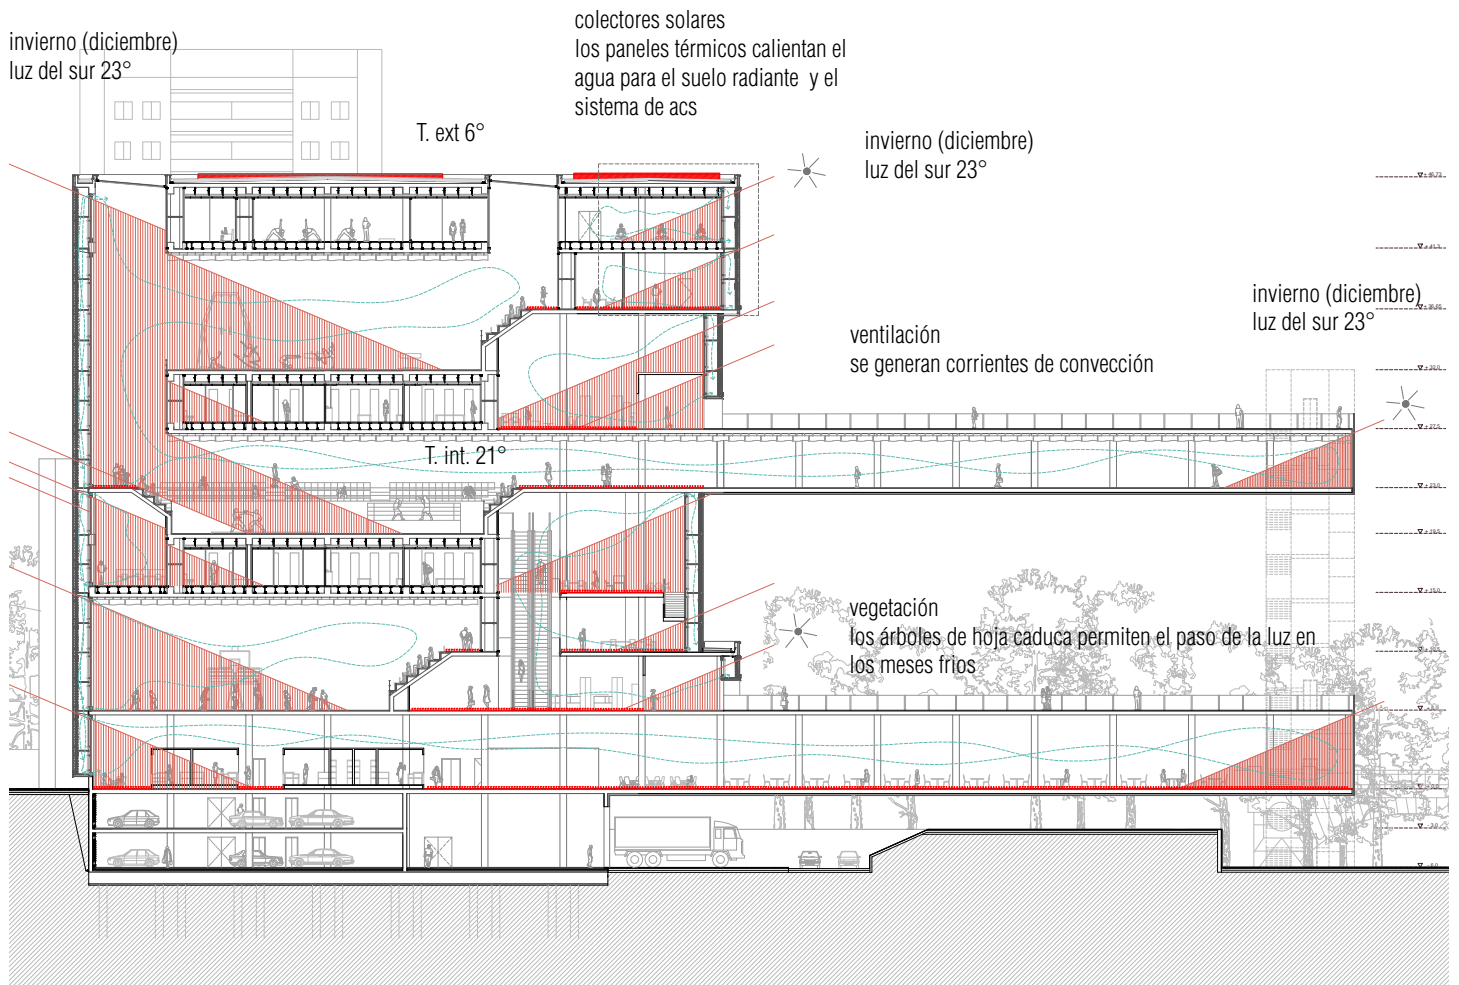 invierno (diciembre)
luz del sur 23°
colectores solares
los paneles térmicos calientan el
agua para el suelo radiante y el
sistema de acs
T. ext 6°
invierno (diciembre)
luz del sur 23°
invierno (diciembre)
luz del sur 23°
ventilación
se generan corrientes de convección
T. int. 21°
vegetación
los árboles de hoja caduca permiten el paso de la luz en
los meses frios